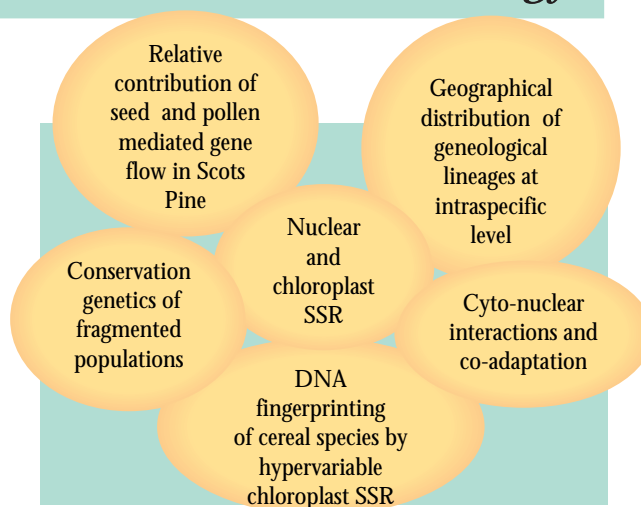 Relative
contribution of
seed and pollen
mediated gene
flow in Scots
Pine
Geographical
distribution of
geneological
lineages at
intraspecific
level
Nuclear
and
chloroplast
SSR
Conservation
genetics of
fragmented
populations
Cyto-nuclear
interactions and
co-adaptation
DNA
fingerprinting
of cereal species by
hypervariable
chloroplast SSR